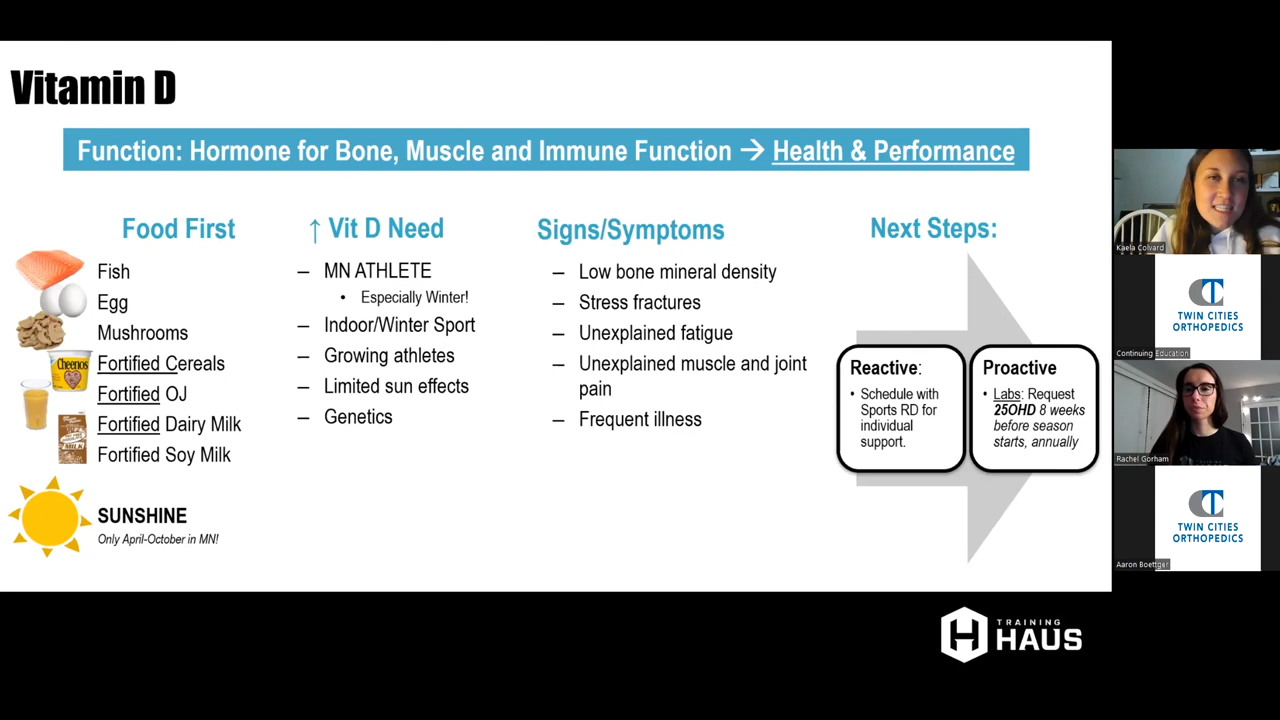 Vitamin D
Function: Hormone for Bone, Muscle and Immune Function → Health & Performance
Food First
Fish
Egg
Mushrooms
Fortified Cereals
Fortified OJ
Fortified Dairy Milk
Fortified Soy Milk
SUNSHINE
Only April-October in MN!
Cheerios
MILK
↑ Vit D Need
– MN ATHLETE
• Especially Winter!
– Indoor/Winter Sport
– Growing athletes
– Limited sun effects
– Genetics
Signs/Symptoms
– Low bone mineral density
– Stress fractures
– Unexplained fatigue
– Unexplained muscle and joint
pain
– Frequent illness
Next Steps:
Reactive:
• Schedule with
Sports RD for
individual
support.
Proactive
• Labs: Request
25OHD 8 weeks
before season
starts, annually
Kaela Colvard
TWIN CITIES
ORTHOPEDICS
Continuing Education
Rachel Gorham
TWIN CITIES
ORTHOPEDICS
Aaron Boettger
TRAINING
HAUS